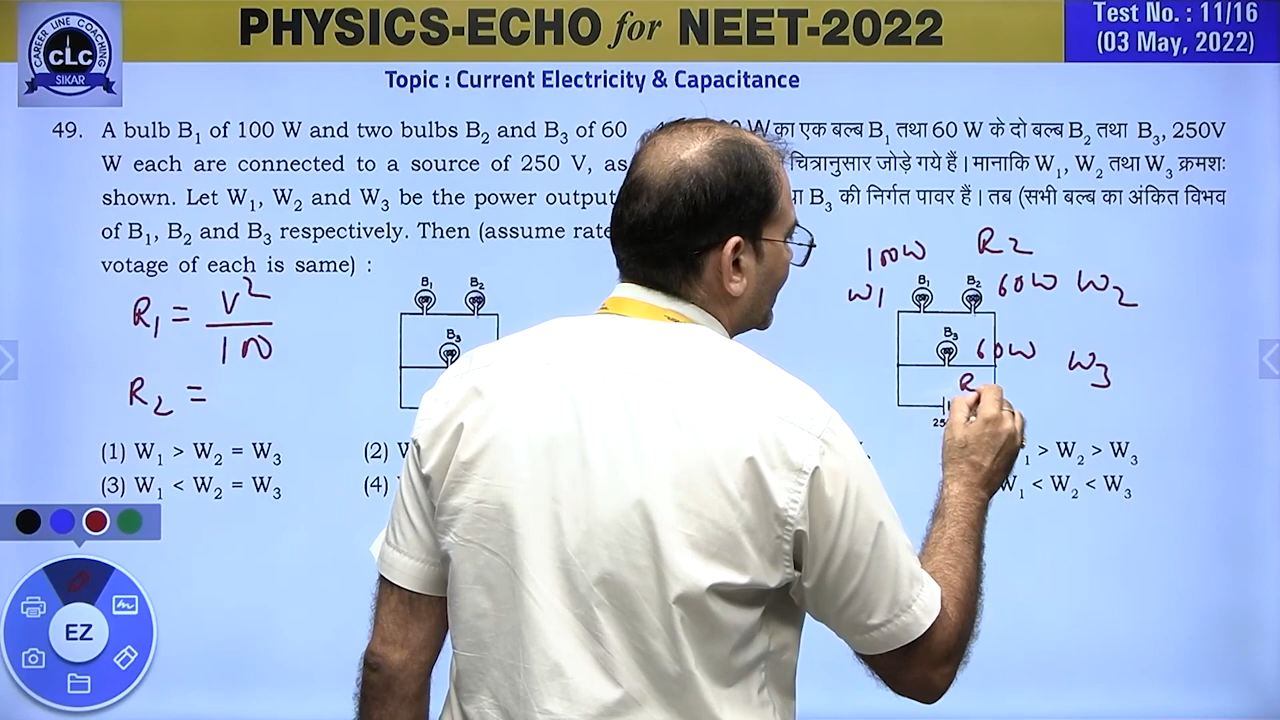 PHYSICS-ECHO for NEET-2022
Test No. : 11/16
(03 May, 2022)
CAREER LINE COACHING
CLC
SIKAR
Topic : Current Electricity & Capacitance
49. A bulb B₁ of 100 W and two bulbs B₂ and B₃ of 60
W each are connected to a source of 250 V, as
shown. Let W₁, W₂ and W₃ be the power output
of B₁, B₂ and B₃ respectively. Then (assume rate
votage of each is same) :
B₁ B₂
B₃
R₁ = V²/100
R₂ =
(1) W₁ > W₂ = W₃
(2) W
(3) W₁ < W₂ = W₃
(4)
W का एक बल्ब B₁ तथा 60 W के दो बल्ब B₂ तथा B₃, 250V
चित्रानुसार जोड़े गये हैं । मानाकि W₁, W₂ तथा W₃ क्रमशः
B₃ की निर्गत पावर हैं । तब (सभी बल्ब का अंकित विभव
100W R2
W1 B₁ B₂ 60W W2
B₃ 60W W3
R
25
₁ > W₂ > W₃
W₁ < W₂ < W₃
EZ